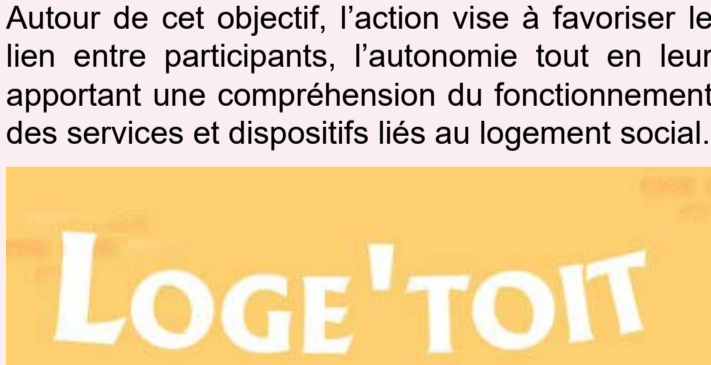 Autour de cet objectif, l’action vise à favoriser le
lien entre participants, l’autonomie tout en leur
apportant une compréhension du fonctionnement
des services et dispositifs liés au logement social.
LOGE'TOIT